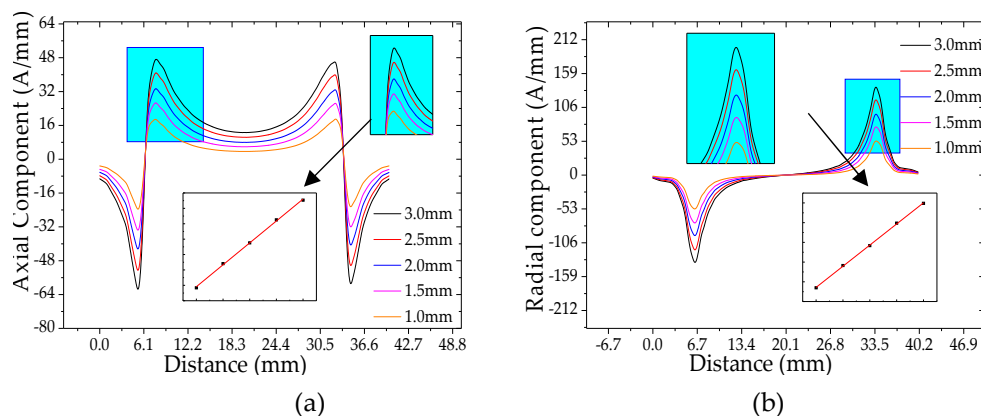 Axial Component (A/mm)
64
48
32
16
0
-16
-32
-48
-64
-80
3.0mm
2.5mm
2.0mm
1.5mm
1.0mm
0.0 6.1 12.2 18.3 24.4 30.5 36.6 42.7 48.8
Distance (mm)
(a)
Radial component (A/mm)
212
159
106
53
0
-53
-106
-159
-212
3.0mm
2.5mm
2.0mm
1.5mm
1.0mm
-6.7 0.0 6.7 13.4 20.1 26.8 33.5 40.2 46.9
Distance (mm)
(b)